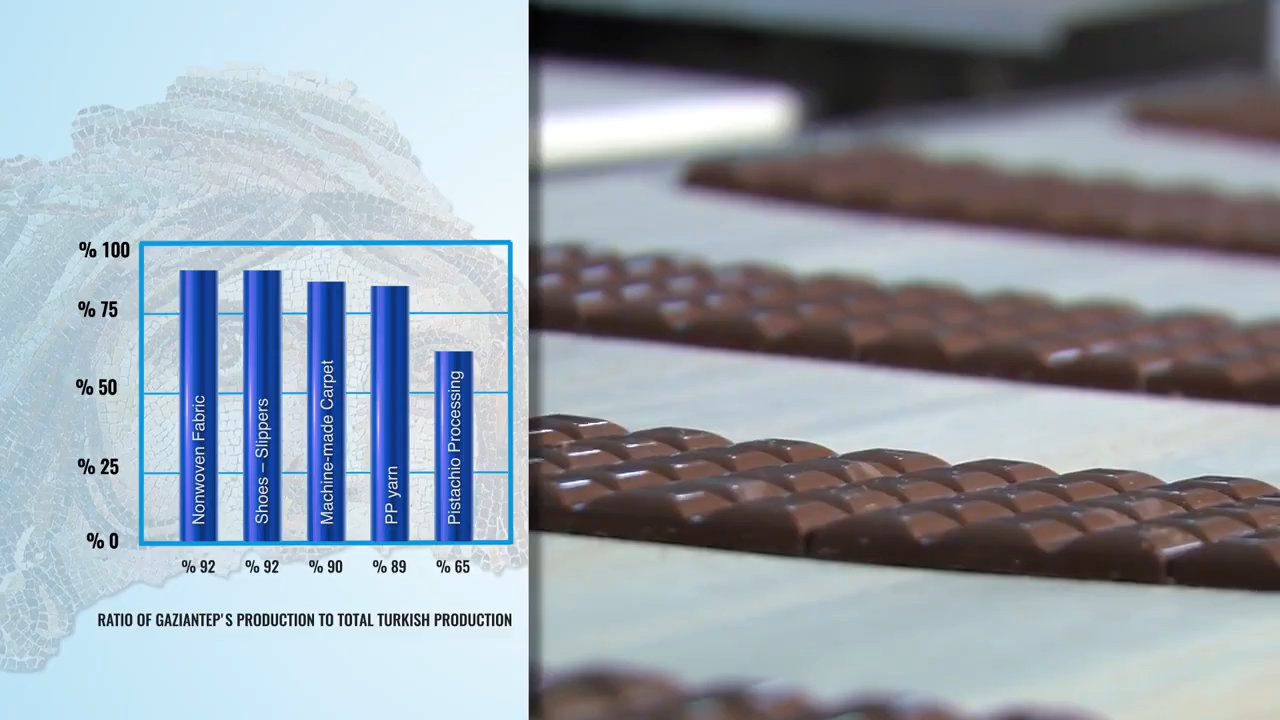 % 100
% 75
% 50
% 25
% 0
Nonwoven Fabric
Shoes – Slippers
Machine-made Carpet
PP yarn
Pistachio Processing
% 92 % 92 % 90 % 89 % 65
RATIO OF GAZIANTEP'S PRODUCTION TO TOTAL TURKISH PRODUCTION